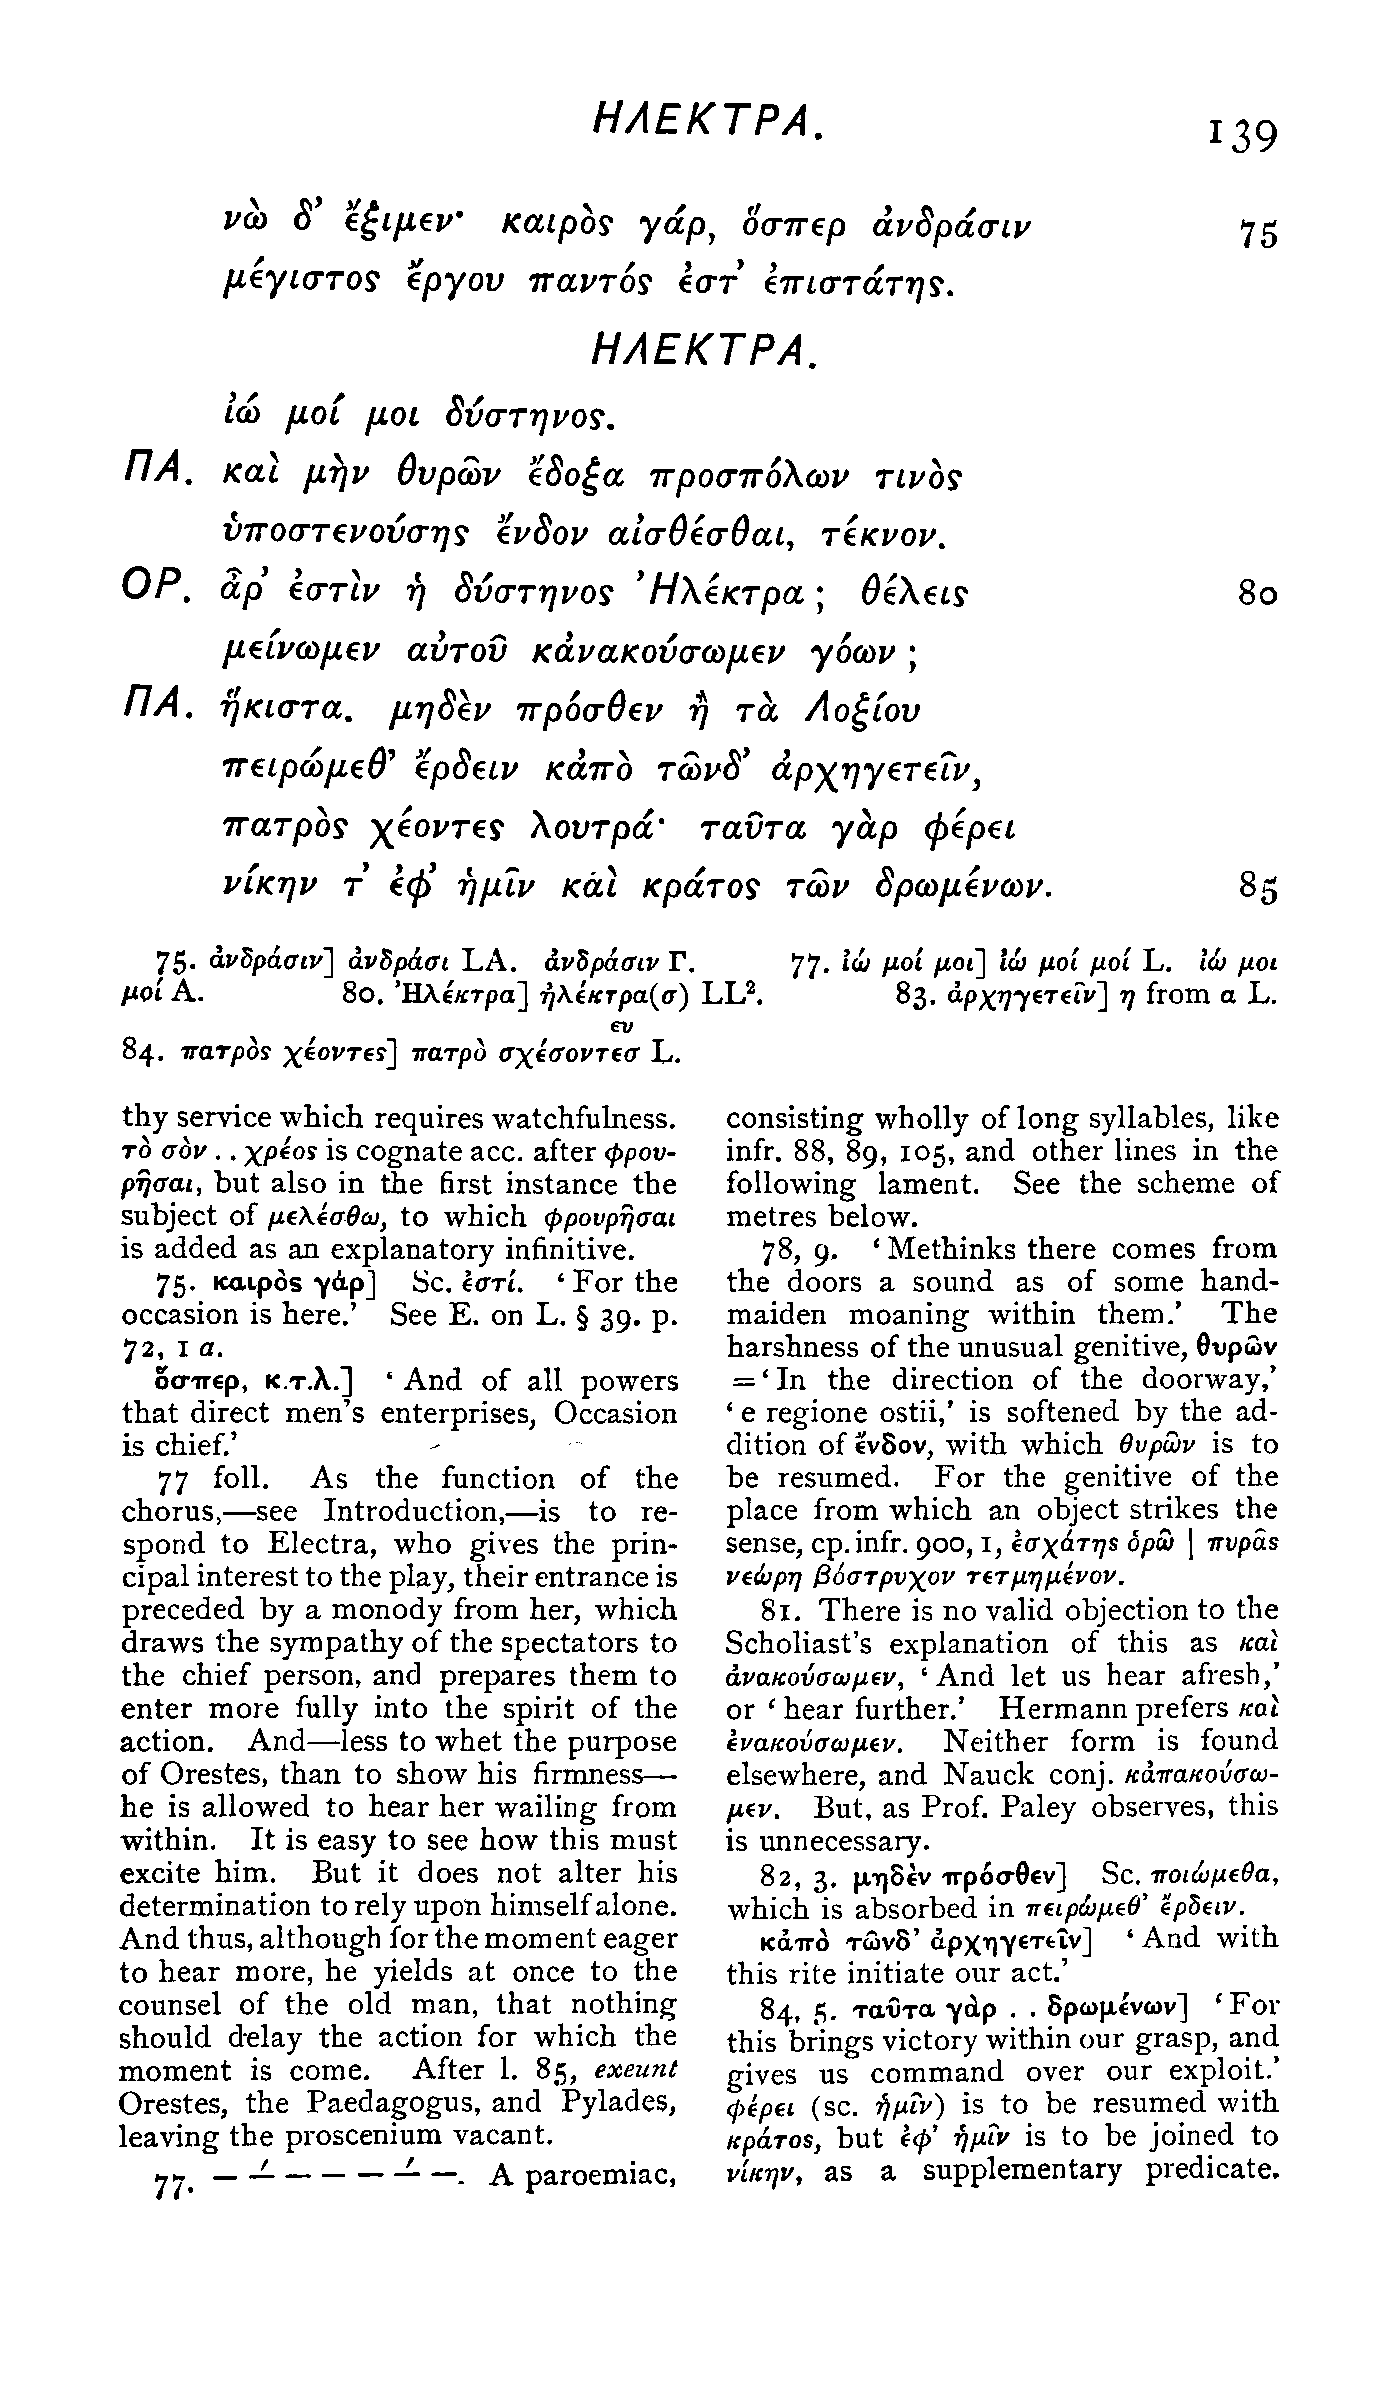 ΗΛΕΚΤΡΑ.
139
νὼ δ’ ἔξιμεν· καιρὸς γάρ, ὅσπερ ἀνδράσιν 75
μέγιστος ἔργου παντός ἐστ’ ἐπιστάτης.
ΗΛΕΚΤΡΑ.
ἰώ μοί μοι δύστηνος.
ΠΑ. καὶ μὴν θυρῶν ἔδοξα προσπόλων τινὸς
ὑποστενούσης ἔνδον αἰσθέσθαι, τέκνον.
ΟΡ. ἆρ’ ἐστὶν ἡ δύστηνος Ἠλέκτρα; θέλεις 80
μείνωμεν αὐτοῦ κἀνακούσωμεν γόων;
ΠΑ. ἥκιστα. μηδὲν πρόσθεν ἢ τὰ Λοξίου
πειρώμεθ’ ἔρδειν κἀπὸ τῶνδ’ ἀρχηγετεῖν,
πατρὸς χέοντες λουτρά· ταῦτα γὰρ φέρει
νίκην τ’ ἐφ’ ἡμῖν καὶ κράτος τῶν δρωμένων. 85
75. ἀνδράσιν] ἀνδράσι LA. ἀνδράσιν Γ. 77. ἰώ μοί μοι] ἰώ μοί μοί L. ἰώ μοι
μοί A. 80. Ἠλέκτρα] ἠλέκτρα(σ) LL². 83. ἀρχηγετεῖν] η from α L.
ευ
84. πατρὸς χέοντες] πατρὸ σχέσοντεσ L.
thy service which requires watchfulness.
τὸ σὸν . . χρέος is cognate acc. after φρου-
ρῆσαι, but also in the first instance the
subject of μελέσθω, to which φρουρῆσαι
is added as an explanatory infinitive.
75. καιρὸς γάρ] Sc. ἐστί. ‘For the
occasion is here.’ See E. on L. § 39. p.
72, 1 a.
ὅσπερ, κ.τ.λ.] ‘And of all powers
that direct men’s enterprises, Occasion
is chief.’
77 foll. As the function of the
chorus,—see Introduction,—is to re-
spond to Electra, who gives the prin-
cipal interest to the play, their entrance is
preceded by a monody from her, which
draws the sympathy of the spectators to
the chief person, and prepares them to
enter more fully into the spirit of the
action. And—less to whet the purpose
of Orestes, than to show his firmness—
he is allowed to hear her wailing from
within. It is easy to see how this must
excite him. But it does not alter his
determination to rely upon himself alone.
And thus, although for the moment eager
to hear more, he yields at once to the
counsel of the old man, that nothing
should delay the action for which the
moment is come. After l. 85, exeunt
Orestes, the Paedagogus, and Pylades,
leaving the proscenium vacant.
77. – –́ – – – – –́ –. A paroemiac,
consisting wholly of long syllables, like
infr. 88, 89, 105, and other lines in the
following lament. See the scheme of
metres below.
78, 9. ‘Methinks there comes from
the doors a sound as of some hand-
maiden moaning within them.’ The
harshness of the unusual genitive, θυρῶν
= ‘In the direction of the doorway,’
‘e regione ostii,’ is softened by the ad-
dition of ἔνδον, with which θυρῶν is to
be resumed. For the genitive of the
place from which an object strikes the
sense, cp. infr. 900, 1, ἐσχάτης ὁρῶ | πυρᾶς
νεώρη βόστρυχον τετμημένον.
81. There is no valid objection to the
Scholiast’s explanation of this as καὶ
ἀνακούσωμεν, ‘And let us hear afresh,’
or ‘hear further.’ Hermann prefers καὶ
ἐνακούσωμεν. Neither form is found
elsewhere, and Nauck conj. κἀπακούσω-
μεν. But, as Prof. Paley observes, this
is unnecessary.
82, 3. μηδὲν πρόσθεν] Sc. ποιώμεθα,
which is absorbed in πειρώμεθ’ ἔρδειν.
κἀπὸ τῶνδ’ ἀρχηγετεῖν] ‘And with
this rite initiate our act.’
84, 5. ταῦτα γὰρ . . δρωμένων] ‘For
this brings victory within our grasp, and
gives us command over our exploit.’
φέρει (sc. ἡμῖν) is to be resumed with
κράτος, but ἐφ’ ἡμῖν is to be joined to
νίκην, as a supplementary predicate.